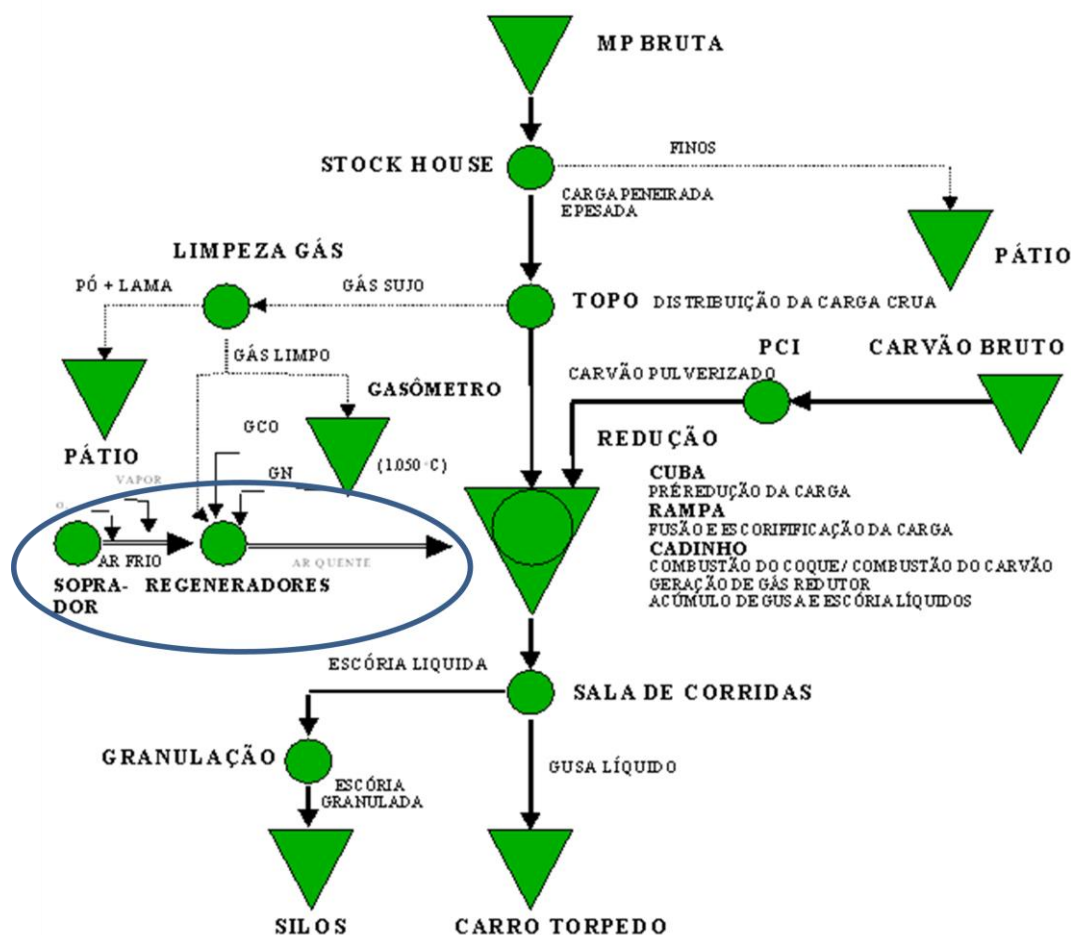 MP BRUTA
STOCK HOUSE
FINOS
CARGA PENEIRADA
E PESADA
PÁTIO
LIMPEZA GÁS
PÓ + LAMA
GÁS SUJO
TOPO DISTRIBUIÇÃO DA CARGA CRUA
GÁS LIMPO
PCI
CARVÃO BRUTO
CARVÃO PULVERIZADO
GASÔMETRO
GCO
PÁTIO
(1.050 °C)
REDUÇÃO
VAPOR
GN
CUBA
PRÉ REDUÇÃO DA CARGA
RAMPA
FUSÃO E ESCORIFIFICAÇÃO DA CARGA
CADINHO
COMBUSTÃO DO COQUE / COMBUSTÃO DO CARVÃO
GERAÇÃO DE GÁS REDUTOR
ACÚMULO DE GUSA E ESCÓRIA LÍQUIDOS
AR FRIO
AR QUENTE
SOPRA- REGENERADORES
DOR
ESCÓRIA LIQUIDA
SALA DE CORRIDAS
GRANULAÇÃO
GUSA LÍQUIDO
ESCÓRIA
GRANULADA
SILOS
CARRO TORPEDO